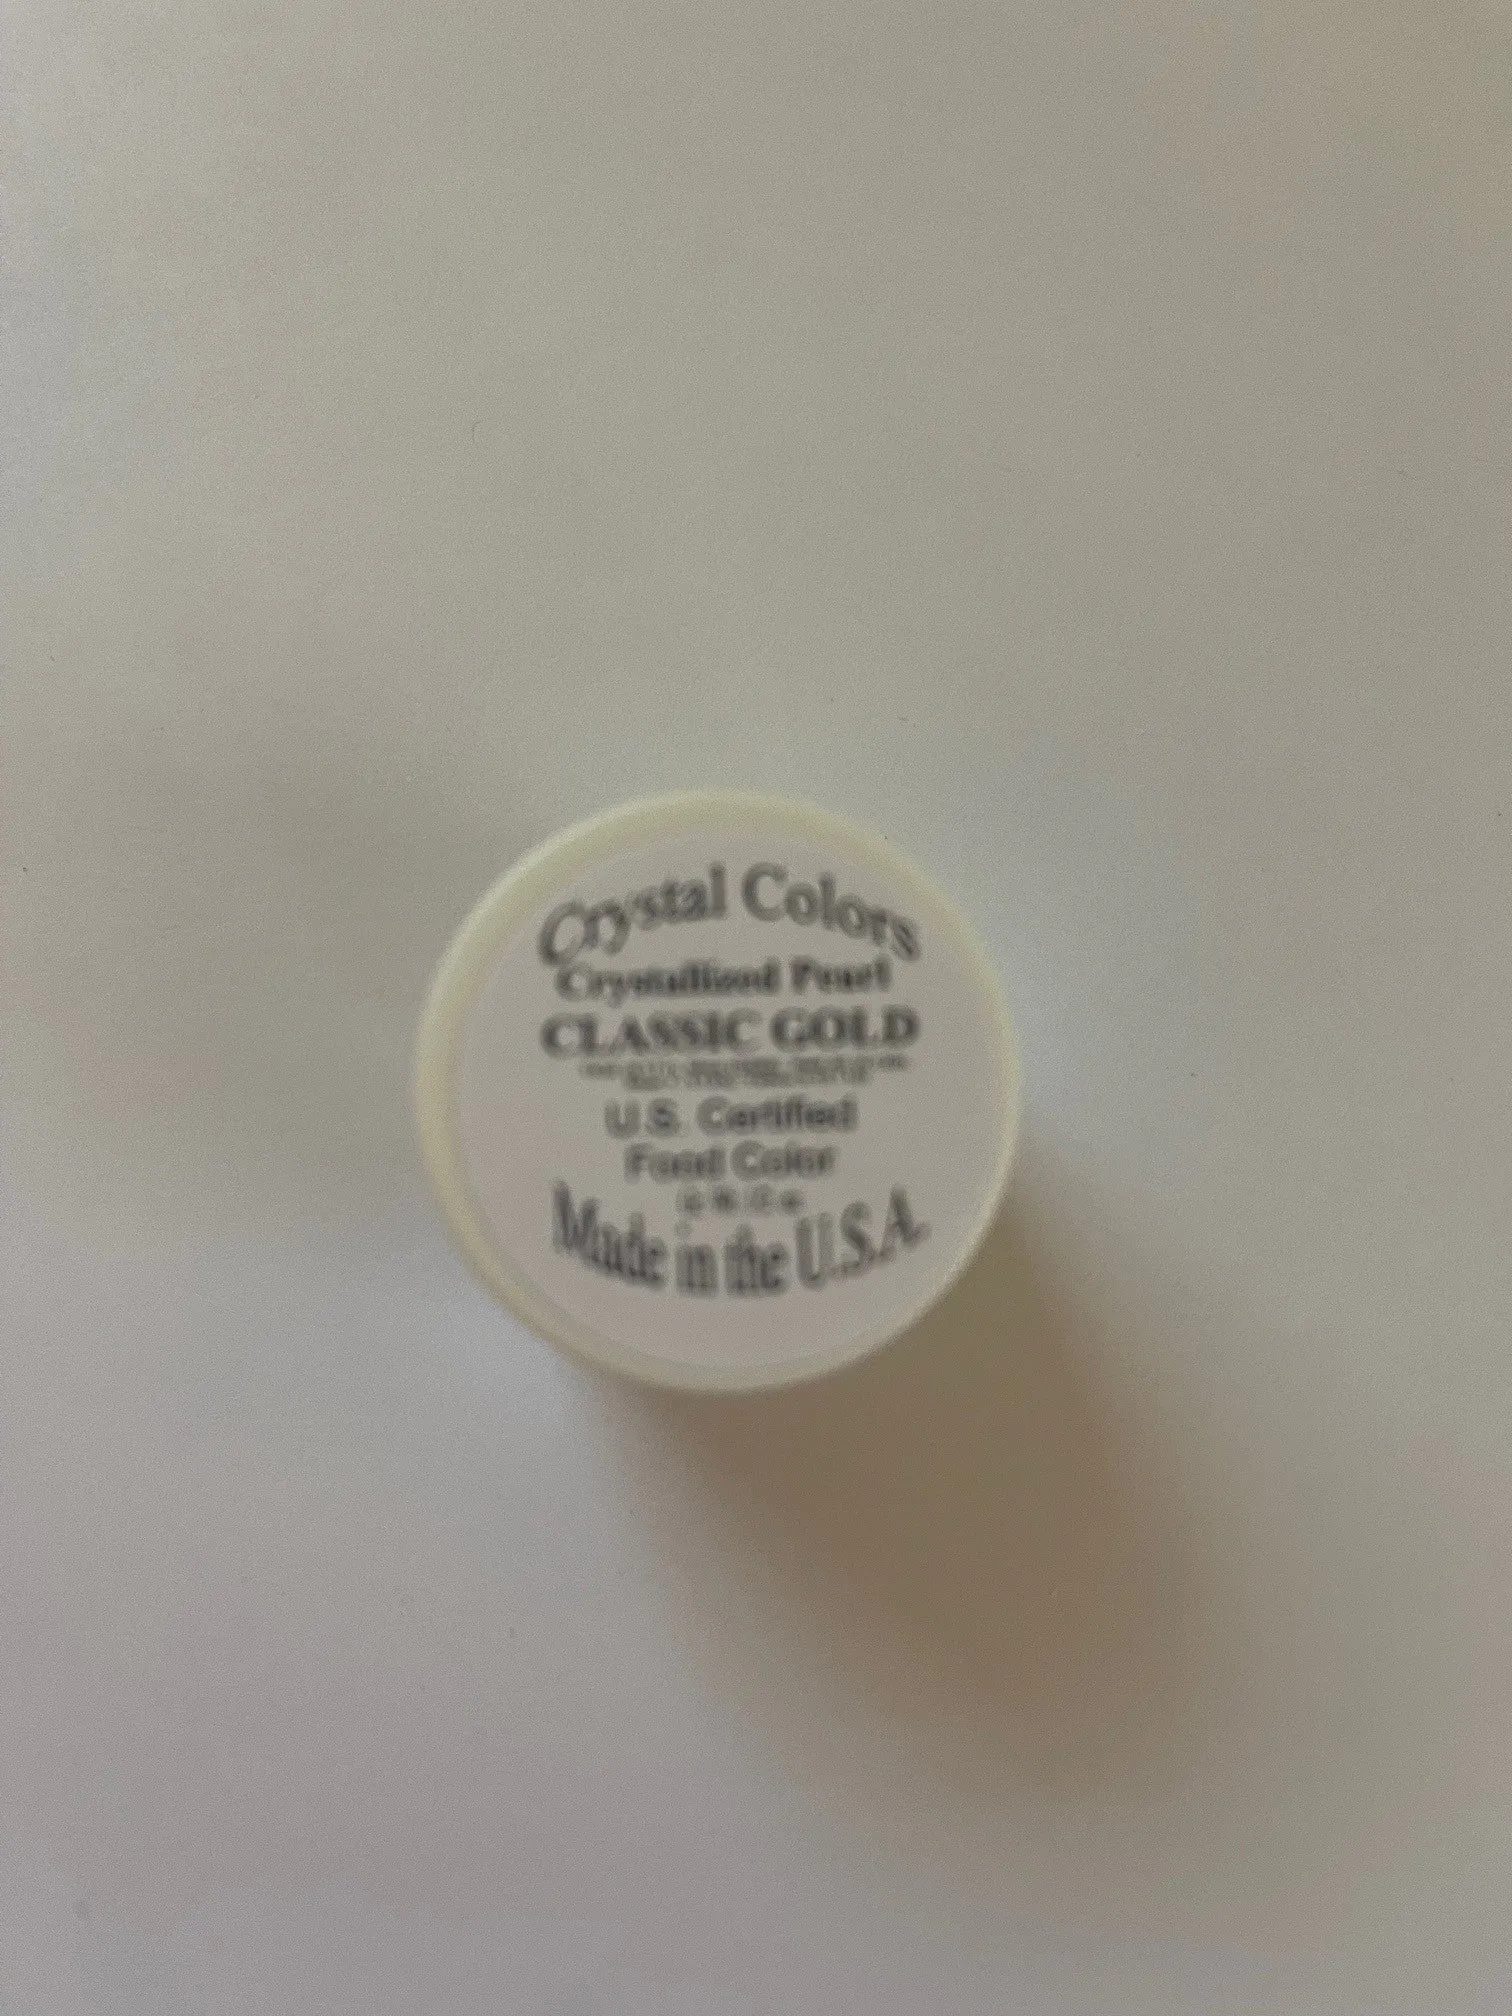 Crystal Colors
Crystallized Pearl
CLASSIC GOLD
U.S. Certified
Food Color
Made in the U.S.A.